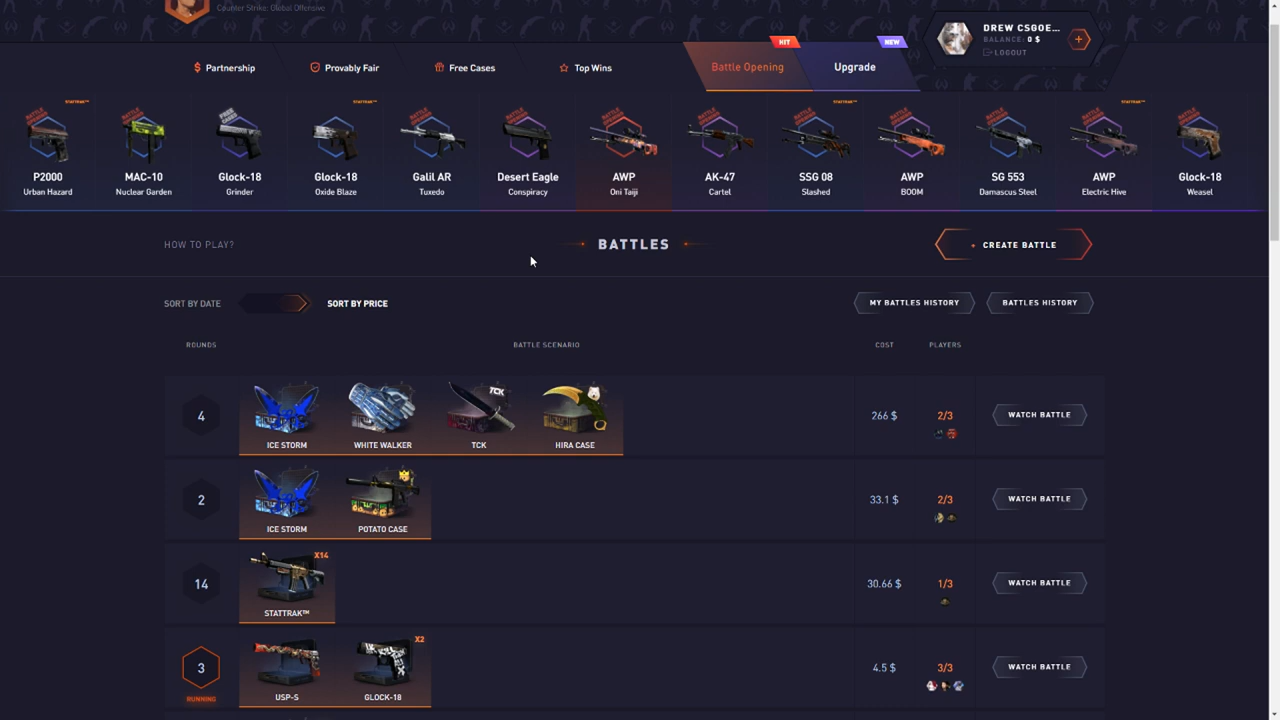 Counter Strike: Global Offensive
DREW CSGOE...
BALANCE: 0 $
LOGOUT
HIT
NEW
Partnership
Provably Fair
Free Cases
Top Wins
Battle Opening
Upgrade
STATTRAK™
STATTRAK™
STATTRAK™
STATTRAK™
P2000
MAC-10
Glock-18
Glock-18
Galil AR
Desert Eagle
AWP
AK-47
SSG 08
AWP
SG 553
AWP
Glock-18
Urban Hazard
Nuclear Garden
Grinder
Oxide Blaze
Tuxedo
Conspiracy
Oni Taiji
Cartel
Slashed
BOOM
Damascus Steel
Electric Hive
Weasel
HOW TO PLAY?
BATTLES
CREATE BATTLE
SORT BY DATE
SORT BY PRICE
MY BATTLES HISTORY
BATTLES HISTORY
ROUNDS
BATTLE SCENARIO
COST
PLAYERS
4
TCK
266 $
2/3
WATCH BATTLE
ICE STORM
WHITE WALKER
TCK
HIRA CASE
2
33.1 $
2/3
WATCH BATTLE
ICE STORM
POTATO CASE
X14
14
30.66 $
1/3
WATCH BATTLE
STATTRAK™
X2
3
4.5 $
3/3
WATCH BATTLE
RUNNING
USP-S
GLOCK-18